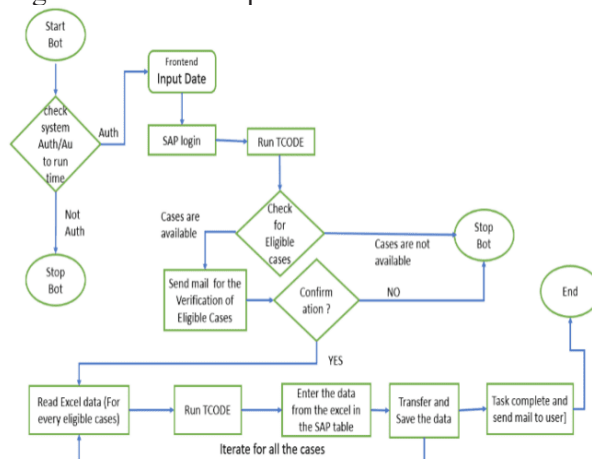 Start
Bot
Frontend
Input Date
check
system
Auth/Au
to run
time
Auth
SAP login
Run TCODE
Not
Auth
Check
for
Eligible
cases
Cases are
available
Cases are not
available
Stop
Bot
Stop
Bot
Send mail for the
Verification of
Eligible Cases
Confirm
ation ?
NO
End
YES
Read Excel data (For
every eligible cases)
Run TCODE
Enter the data
from the excel in
the SAP table
Transfer and
Save the data
Task complete and
send mail to user]
Iterate for all the cases